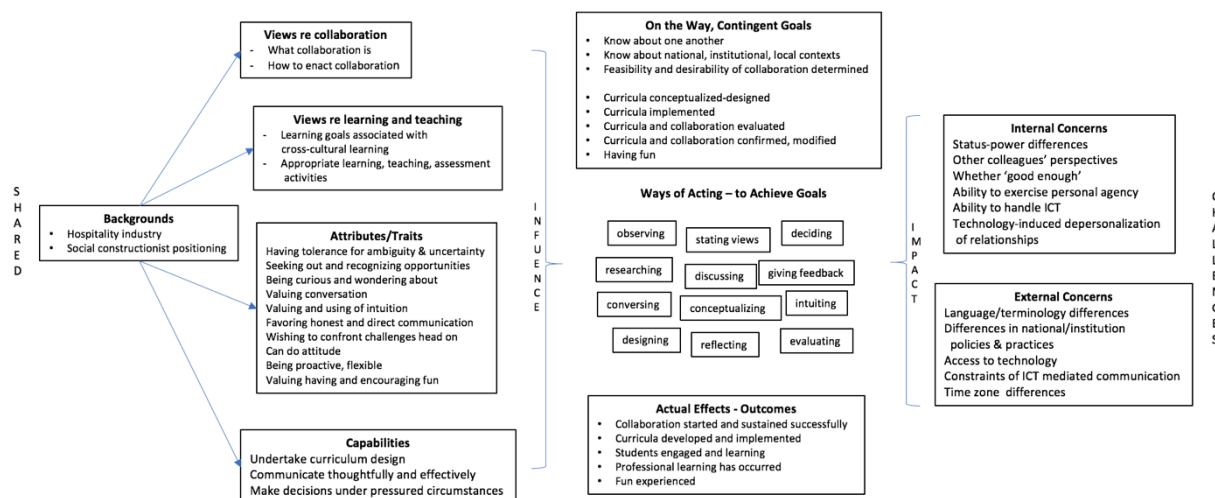 SHARED
Backgrounds
• Hospitality industry
• Social constructionist positioning
Views re collaboration
- What collaboration is
- How to enact collaboration
Views re learning and teaching
- Learning goals associated with
cross-cultural learning
- Appropriate learning, teaching, assessment
activities
Attributes/Traits
Having tolerance for ambiguity & uncertainty
Seeking out and recognizing opportunities
Being curious and wondering about
Valuing conversation
Valuing and using of intuition
Favoring honest and direct communication
Wishing to confront challenges head on
Can do attitude
Being proactive, flexible
Valuing having and encouraging fun
Capabilities
Undertake curriculum design
Communicate thoughtfully and effectively
Make decisions under pressured circumstances
INFLUENCE
On the Way, Contingent Goals
• Know about one another
• Know about national, institutional, local contexts
• Feasibility and desirability of collaboration determined
• Curricula conceptualized-designed
• Curricula implemented
• Curricula and collaboration evaluated
• Curricula and collaboration confirmed, modified
• Having fun
Ways of Acting – to Achieve Goals
observing
stating views
deciding
researching
discussing
giving feedback
conversing
conceptualizing
intuiting
designing
reflecting
evaluating
Actual Effects - Outcomes
• Collaboration started and sustained successfully
• Curricula developed and implemented
• Students engaged and learning
• Professional learning has occurred
• Fun experienced
IMPACT
Internal Concerns
Status-power differences
Other colleagues' perspectives
Whether 'good enough'
Ability to exercise personal agency
Ability to handle ICT
Technology-induced depersonalization
of relationships
External Concerns
Language/terminology differences
Differences in national/institution
policies & practices
Access to technology
Constraints of ICT mediated communication
Time zone differences
CHALLENGES